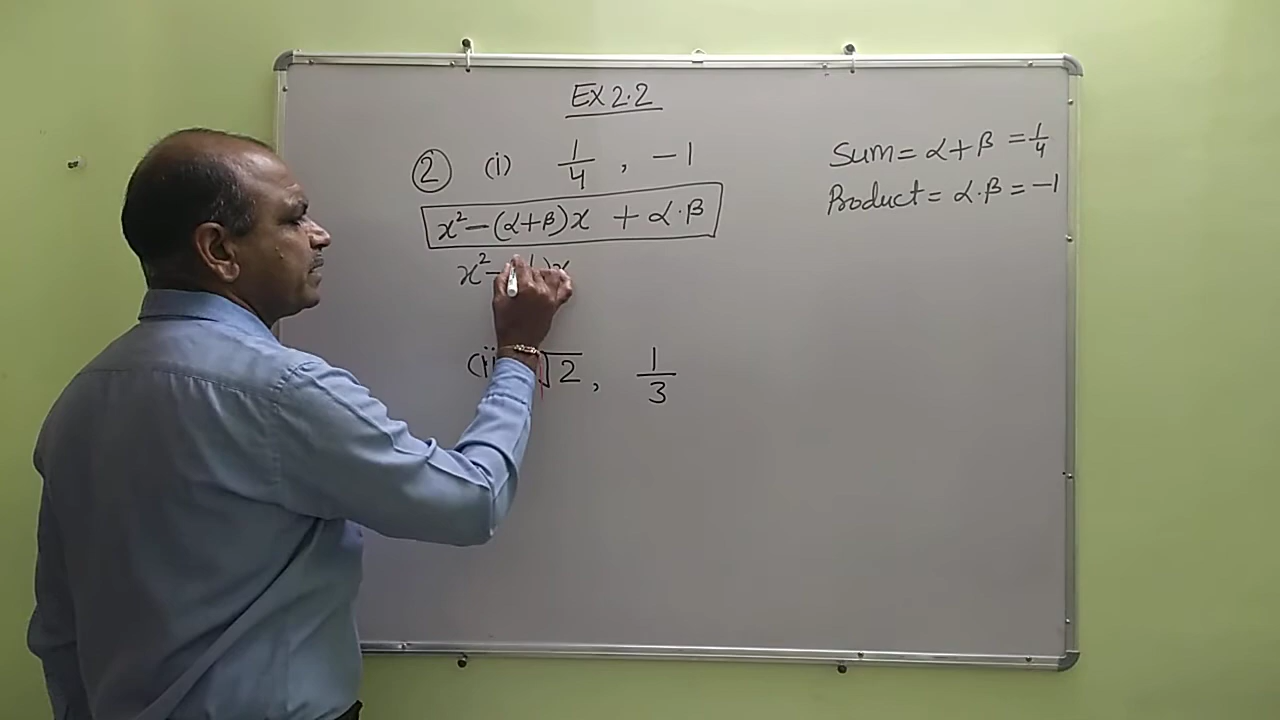 EX 2.2
② (i) 1/4 , -1
x² - (α+β)x + α.β
x² -
(ii) √2 , 1/3
Sum = α + β = 1/4
Product = α.β = -1